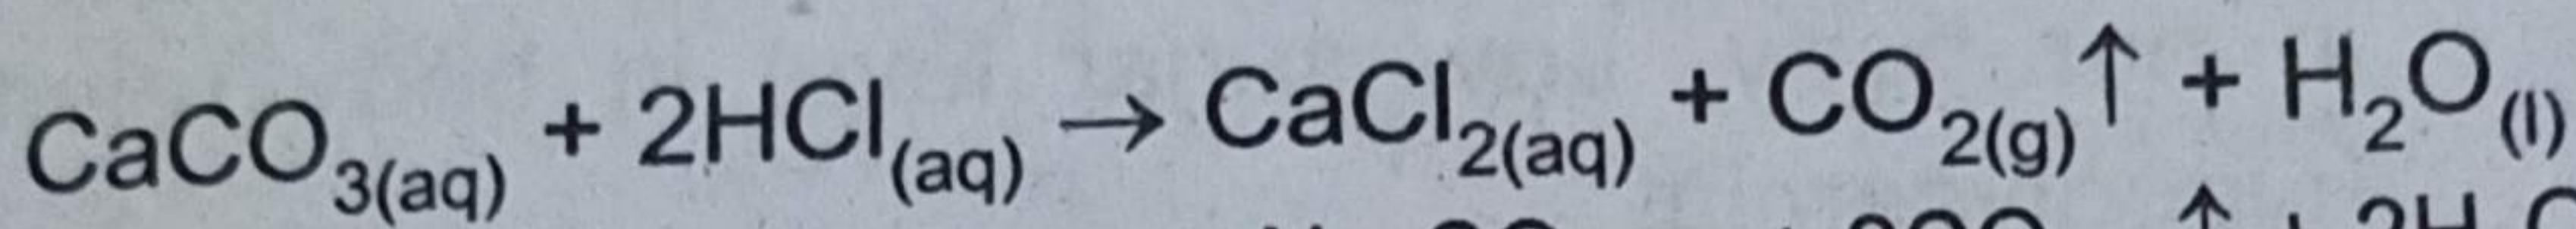 CaCO₃(aq) + 2HCl(aq) → CaCl₂(aq) + CO₂(g)↑ + H₂O(l)